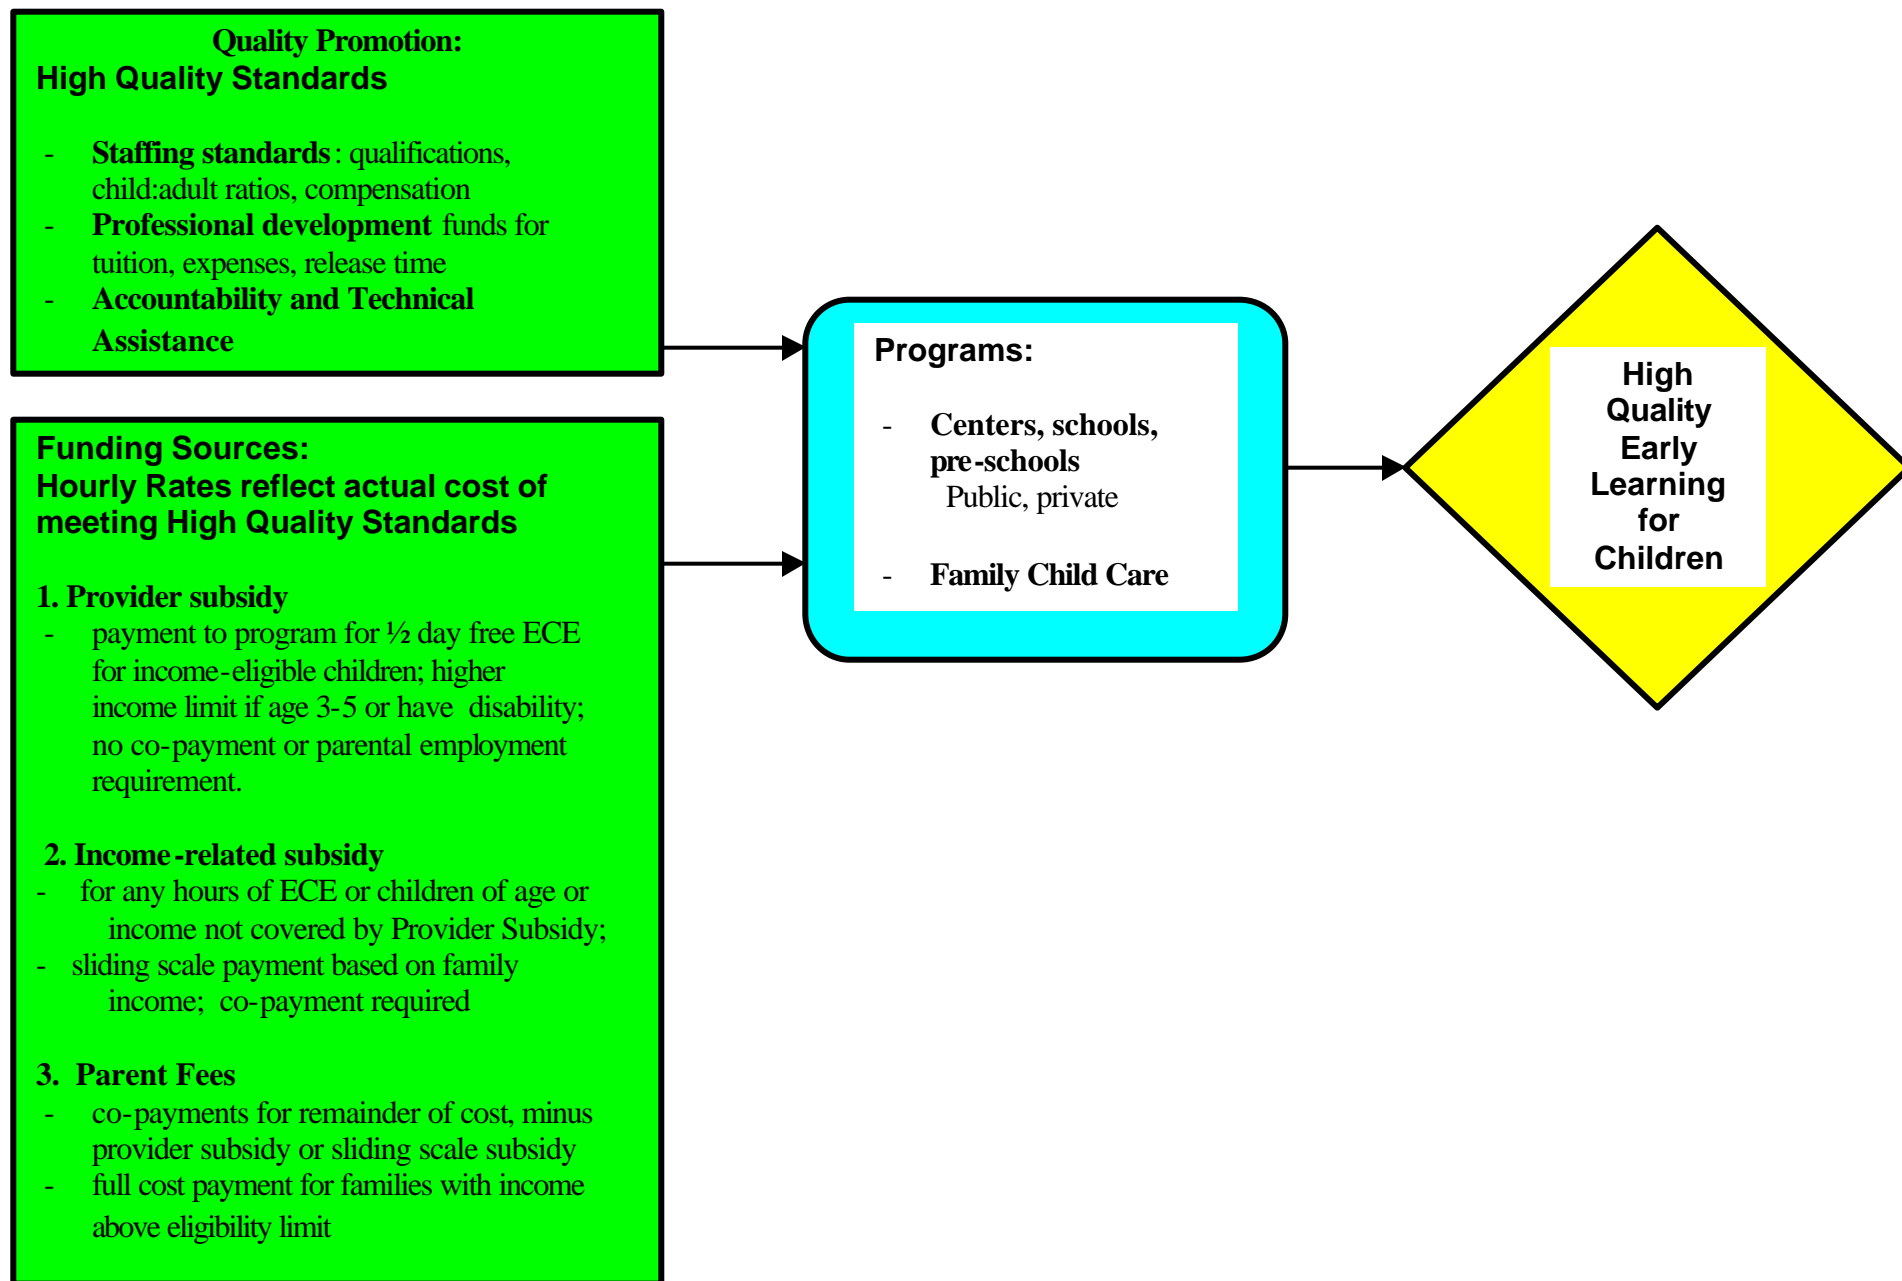 Quality Promotion:
High Quality Standards
- Staffing standards: qualifications,
child:adult ratios, compensation
- Professional development funds for
tuition, expenses, release time
- Accountability and Technical
Assistance
Funding Sources:
Hourly Rates reflect actual cost of
meeting High Quality Standards
1. Provider subsidy
- payment to program for ½ day free ECE
for income-eligible children; higher
income limit if age 3-5 or have disability;
no co-payment or parental employment
requirement.
2. Income-related subsidy
- for any hours of ECE or children of age or
income not covered by Provider Subsidy;
- sliding scale payment based on family
income; co-payment required
3. Parent Fees
- co-payments for remainder of cost, minus
provider subsidy or sliding scale subsidy
- full cost payment for families with income
above eligibility limit
Programs:
- Centers, schools,
pre-schools
Public, private
- Family Child Care
High
Quality
Early
Learning
for
Children